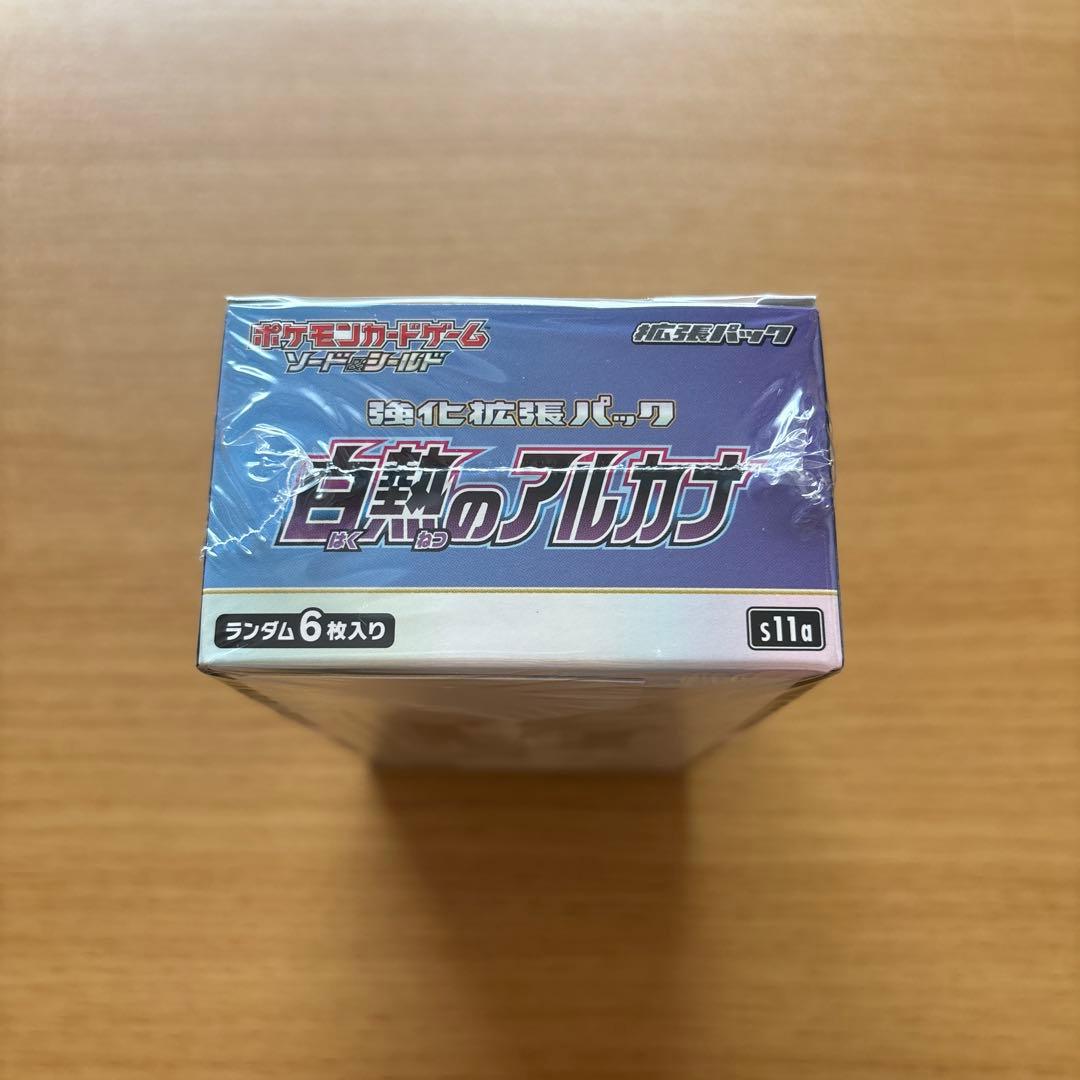 ポケモンカードゲーム 拡張パック
ソード&シールド
強化拡張パック
白熱のアルカナ
はく ねつ
ランダム6枚入り s11a